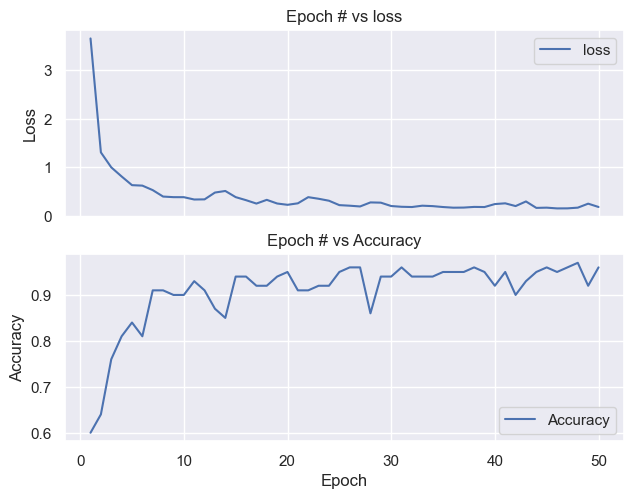 Epoch # vs loss
loss
Loss
3
2
1
0
Epoch # vs Accuracy
Accuracy
Accuracy
0.9
0.8
0.7
0.6
0 10 20 30 40 50
Epoch